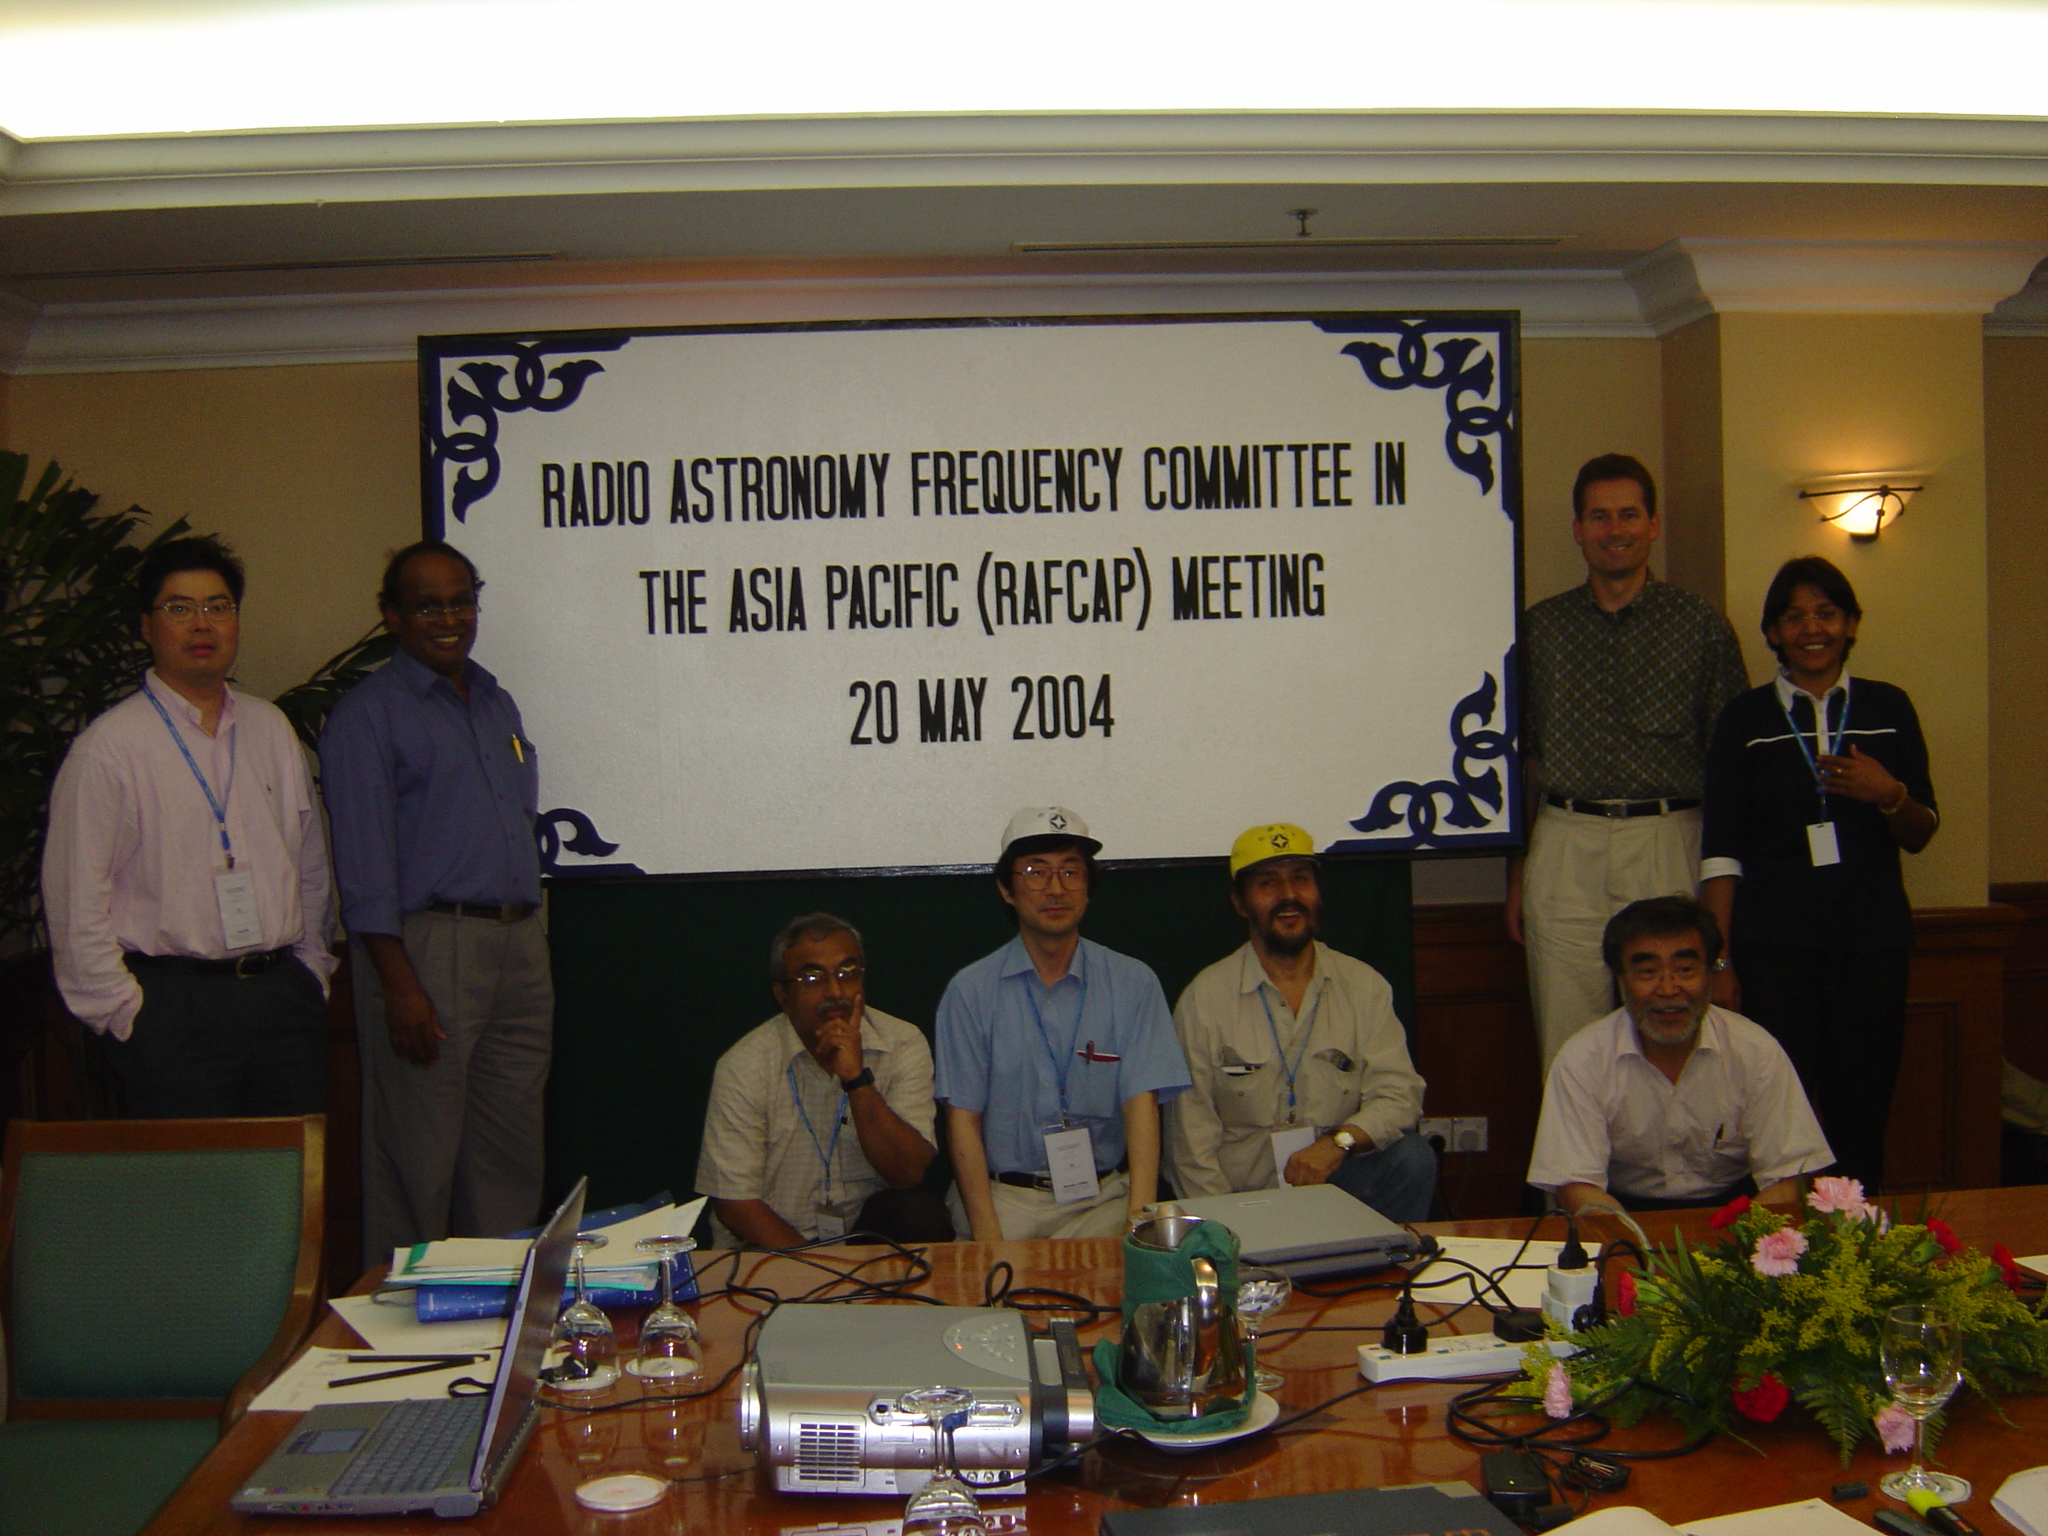 RADIO ASTRONOMY FREQUENCY COMMITTEE IN
THE ASIA PACIFIC (RAFCAP) MEETING
20 MAY 2004